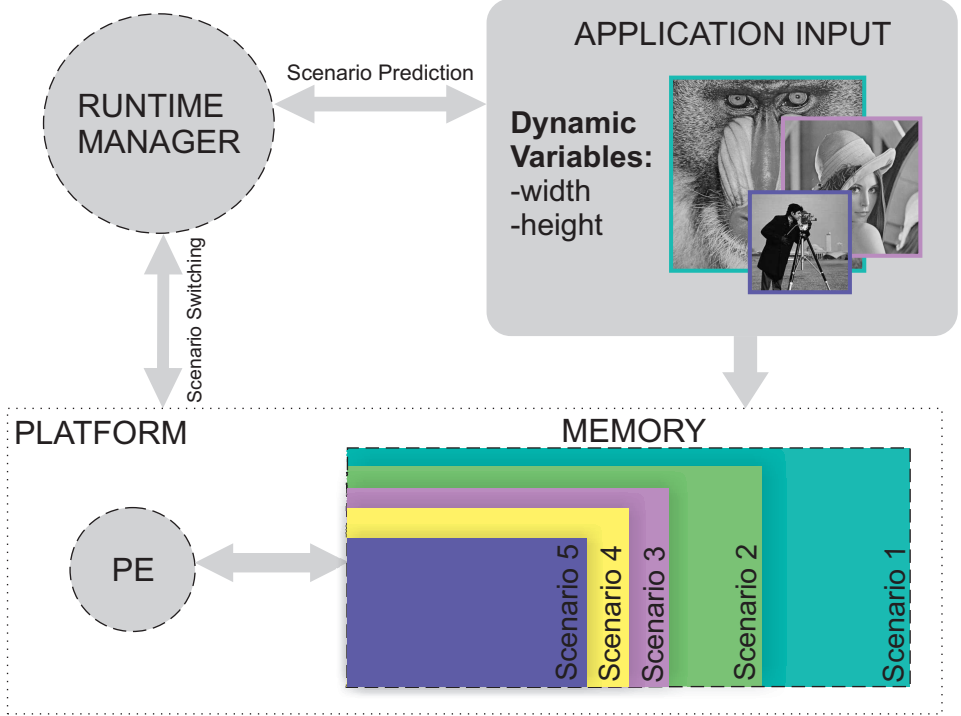 RUNTIME
MANAGER
Scenario Prediction
APPLICATION INPUT
Dynamic
Variables:
-width
-height
Scenario Switching
PLATFORM
MEMORY
PE
Scenario 5
Scenario 4
Scenario 3
Scenario 2
Scenario 1